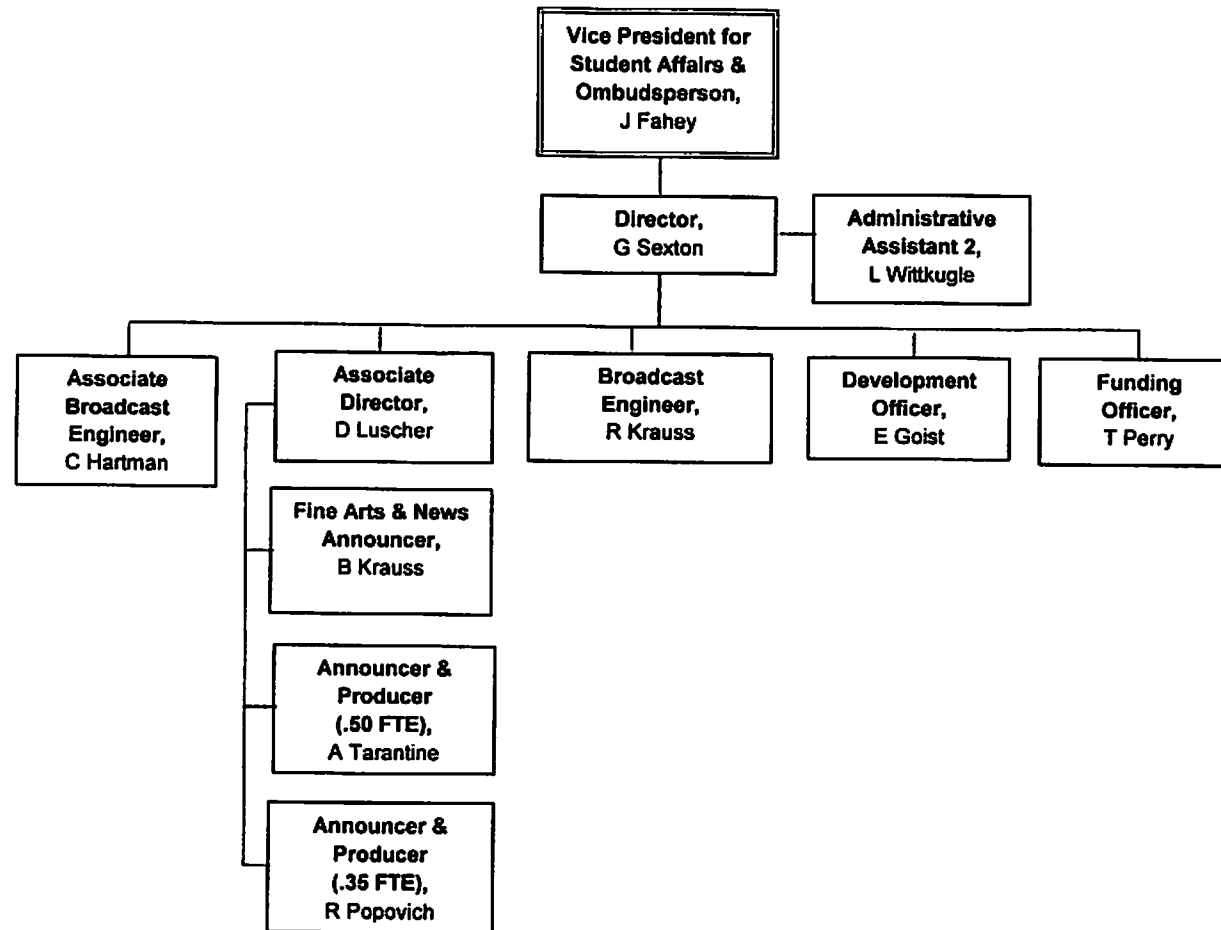 Vice President for
Student Affairs &
Ombudsperson,
J Fahey
Director,
G Sexton
Administrative
Assistant 2,
L Wittkugle
Associate
Broadcast
Engineer,
C Hartman
Associate
Director,
D Luscher
Broadcast
Engineer,
R Krauss
Development
Officer,
E Goist
Funding
Officer,
T Perry
Fine Arts & News
Announcer,
B Krauss
Announcer &
Producer
(.50 FTE),
A Tarantine
Announcer &
Producer
(.35 FTE),
R Popovich